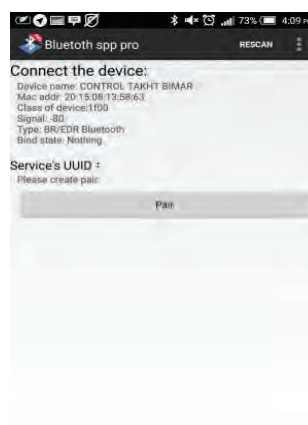 73% 4:09
Bluetoth spp pro RESCAN
Connect the device:
Device name: CONTROL TAKHT BIMAR
Mac addr: 20:15:08:13:58:63
Class of device:1f00
Signal: -80
Type: BR/EDR Bluetooth
Bind state: Nothing
Service's UUID :
Please create pair
Pair